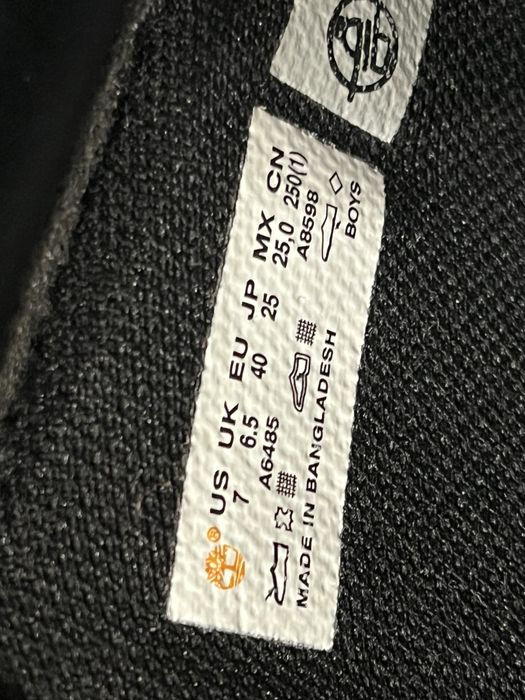 US UK EU JP MX CN
7 6.5 40 25 25,0 250(1)
A6485 A8598
BOYS
MADE IN BANGLADESH
®